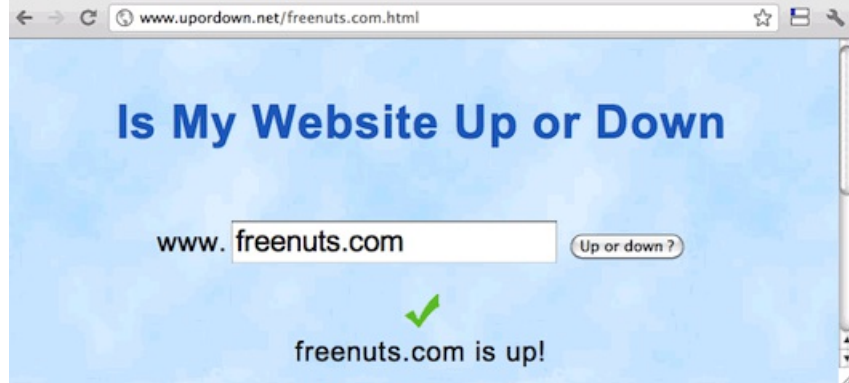 www.upordown.net/freenuts.com.html
Is My Website Up or Down
www. freenuts.com Up or down ?
freenuts.com is up!